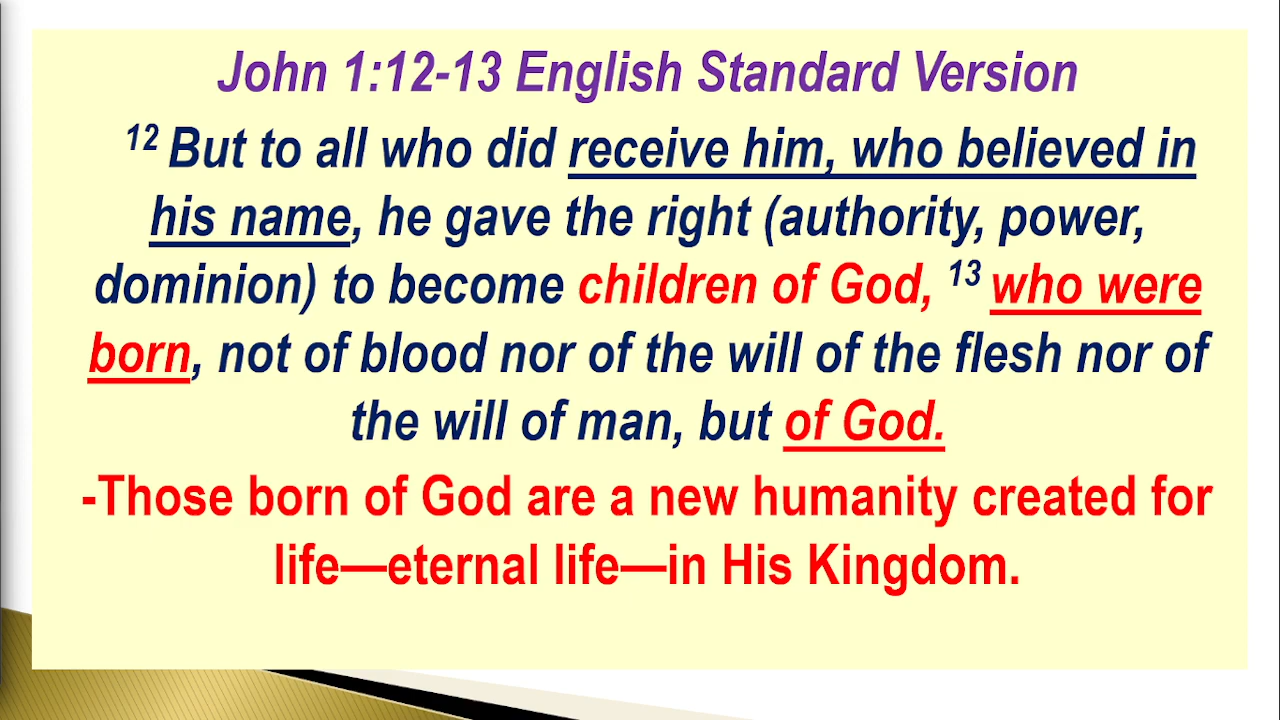 John 1:12-13 English Standard Version
12 But to all who did receive him, who believed in
his name, he gave the right (authority, power,
dominion) to become children of God, 13 who were
born, not of blood nor of the will of the flesh nor of
the will of man, but of God.
-Those born of God are a new humanity created for
life—eternal life—in His Kingdom.